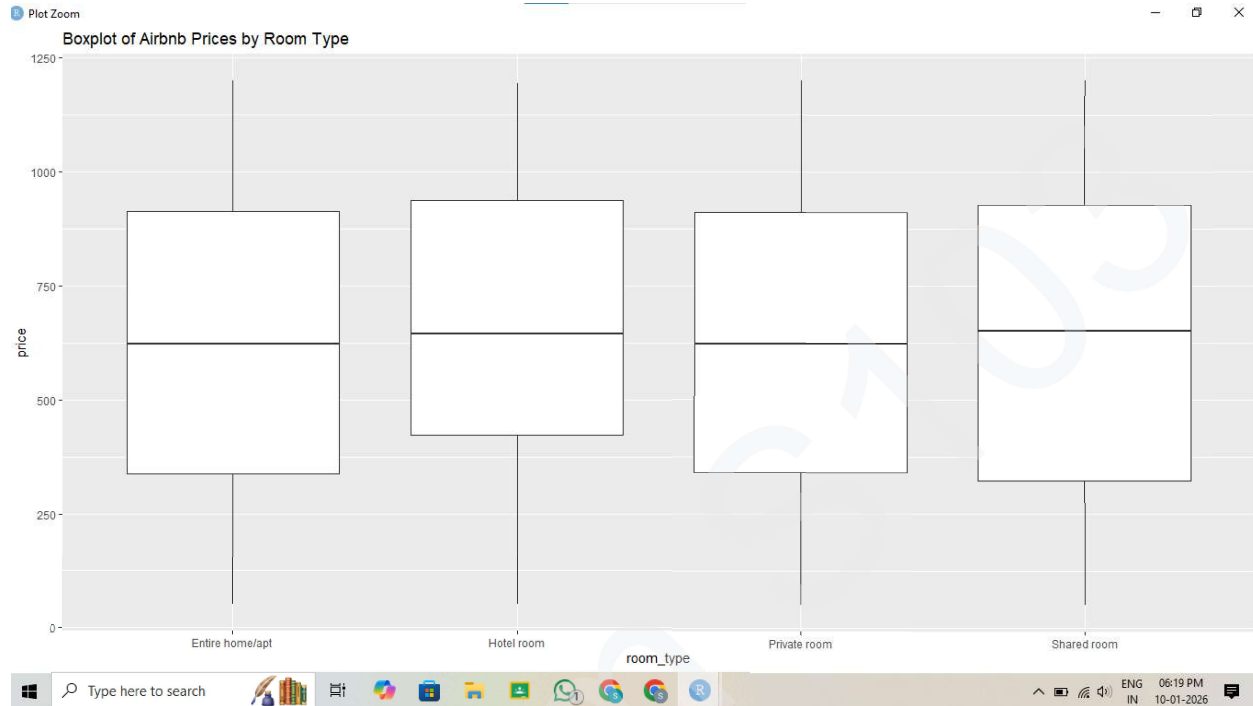 Plot Zoom
Boxplot of Airbnb Prices by Room Type
1250
1000
750
500
250
0
price
Entire home/apt Hotel room Private room Shared room
room_type
Type here to search
1
ENG 06:19 PM
IN 10-01-2026